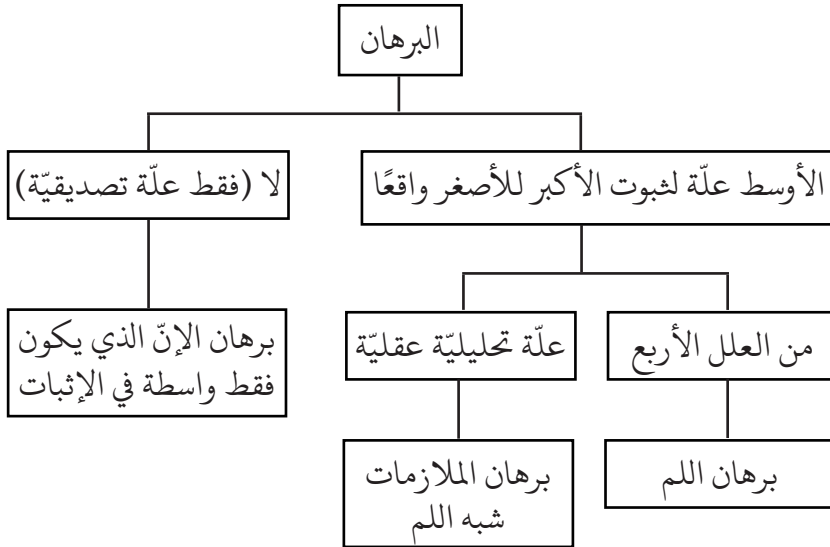 البرهان
الأوسط علّة لثبوت الأكبر للأصغر واقعًا
لا (فقط علّة تصديقيّة)
من العلل الأربع
علّة تحليليّة عقليّة
برهان الإنّ الذي يكون
فقط واسطة في الإثبات
برهان اللم
برهان الملازمات
شبه اللم